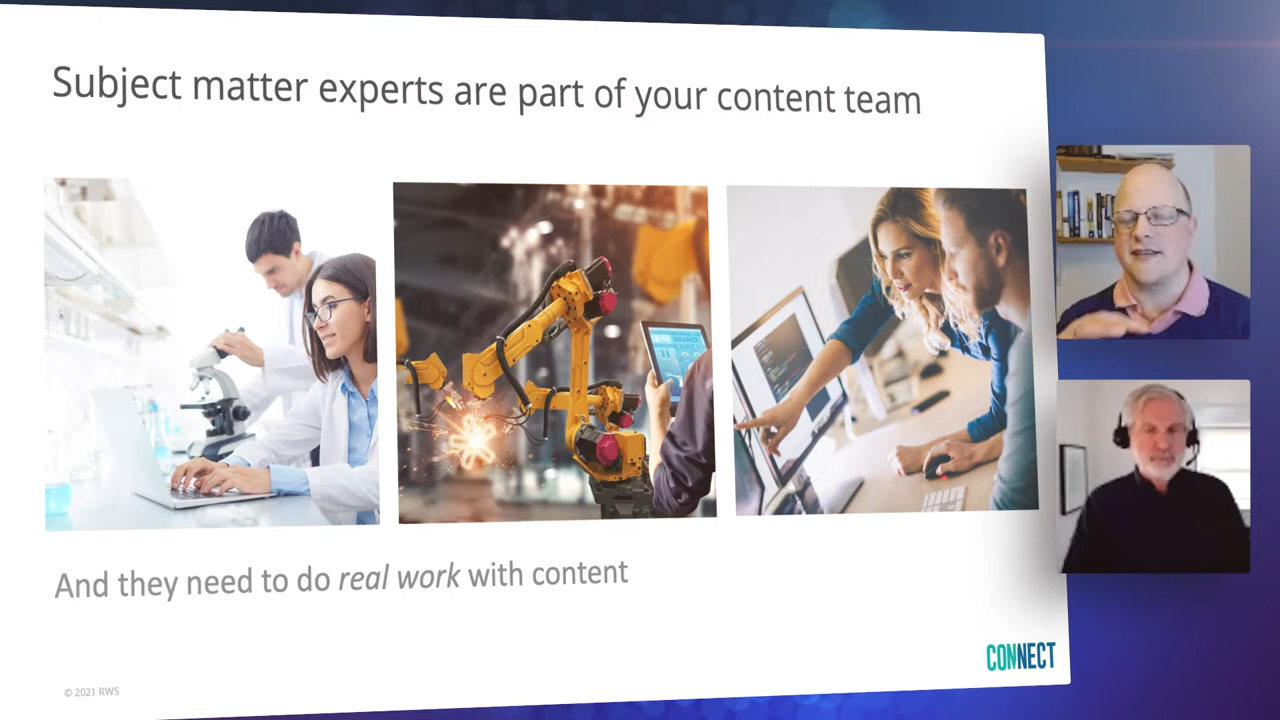 Subject matter experts are part of your content team
And they need to do real work with content
CONNECT
© 2021 RWS